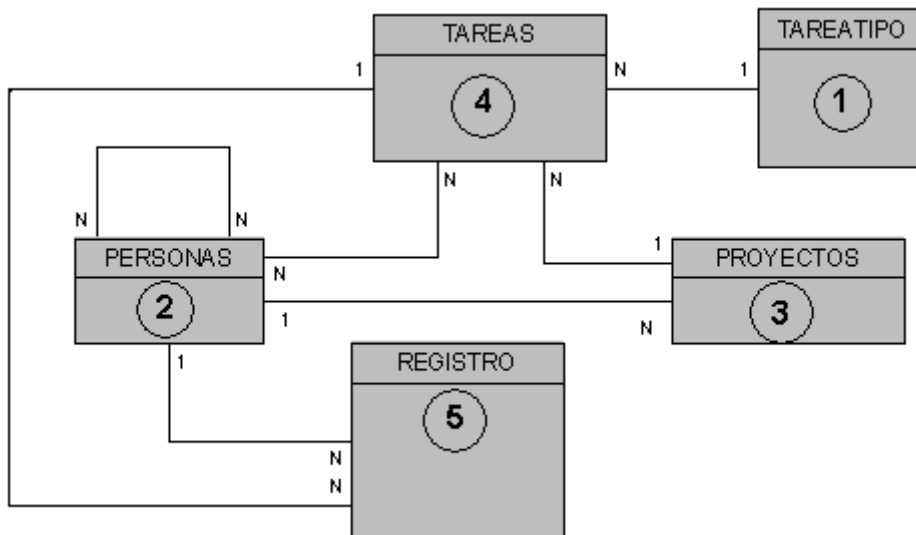 TAREAS
TAREATIPO
1
N
1
4
1
N
N
N
N
1
PERSONAS
N
PROYECTOS
2
1
N
3
1
REGISTRO
5
N
N